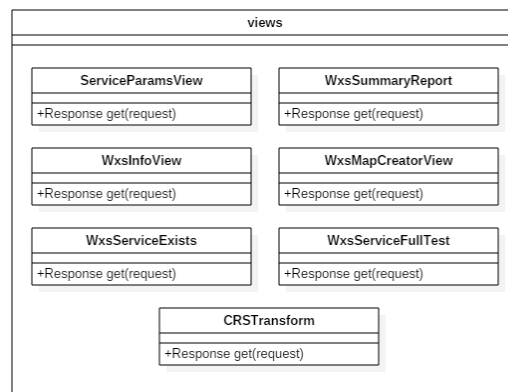 views
ServiceParamsView
+Response get(request)
WxsSummaryReport
+Response get(request)
WxsInfoView
+Response get(request)
WxsMapCreatorView
+Response get(request)
WxsServiceExists
+Response get(request)
WxsServiceFullTest
+Response get(request)
CRSTransform
+Response get(request)